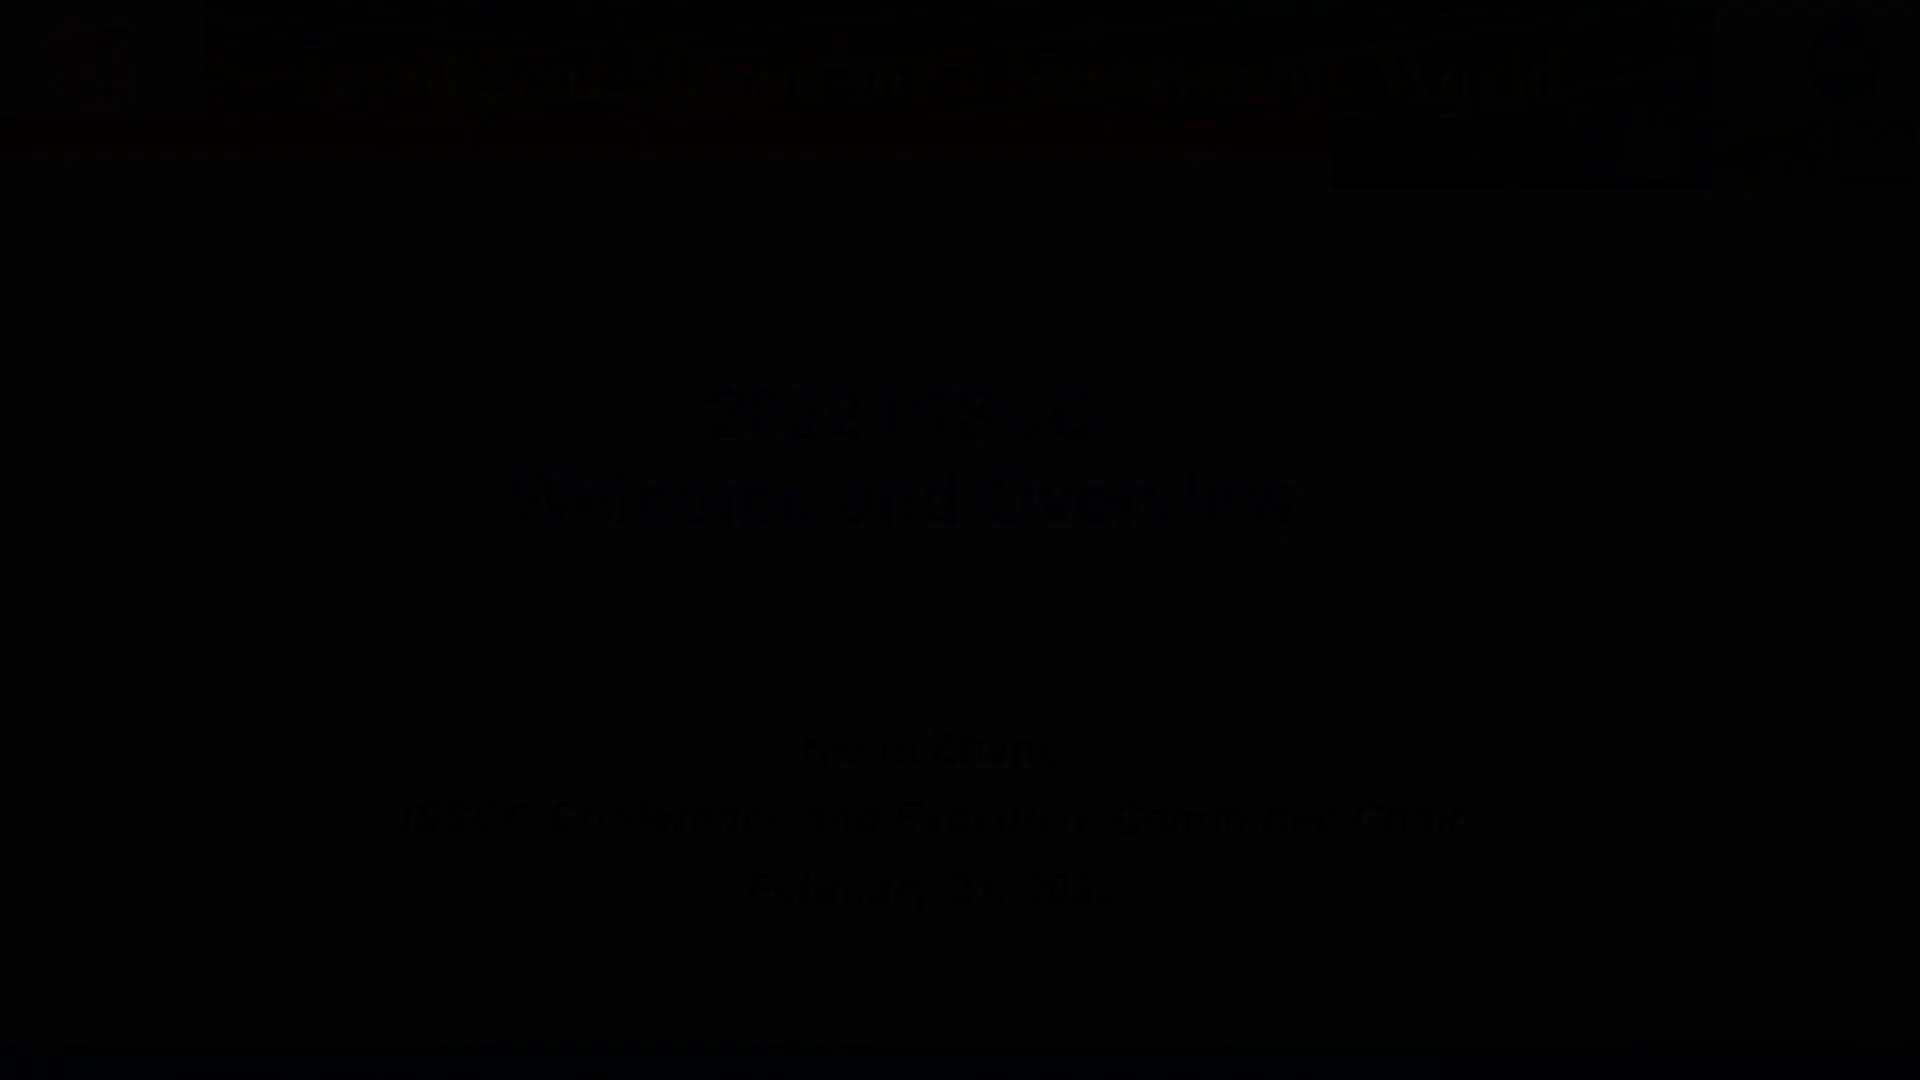 Intelligent Silicon for a Sustainable World
2022 ISSCC
Welcome and Overview
Kevin Zhang
ISSCC Conference and Executive Committee Chair
February 21, 2022